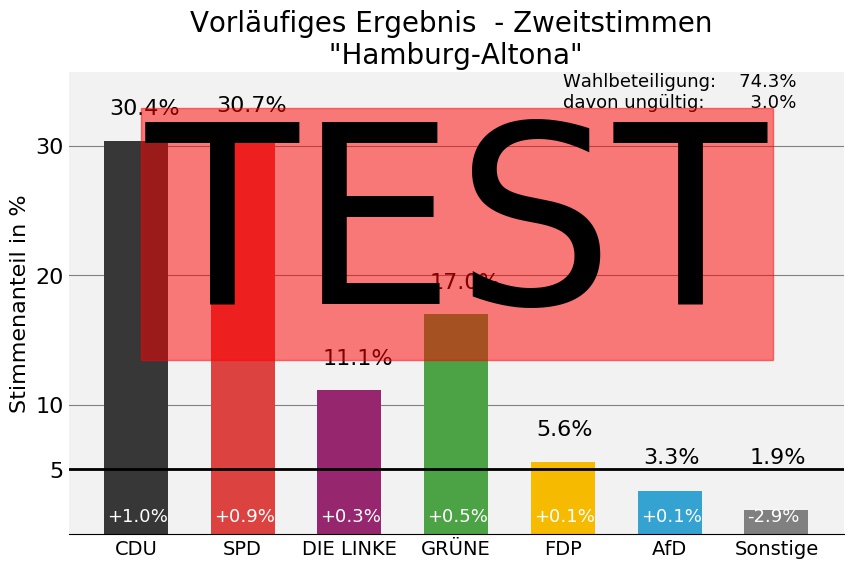 Vorläufiges Ergebnis - Zweitstimmen
"Hamburg-Altona"
Wahlbeteiligung: 74.3%
davon ungültig: 3.0%
30.4%
30.7%
TEST
17.0%
11.1%
5.6%
3.3%
1.9%
Stimmenanteil in %
30
20
10
5
+1.0%
+0.9%
+0.3%
+0.5%
+0.1%
+0.1%
-2.9%
CDU
SPD
DIE LINKE
GRÜNE
FDP
AfD
Sonstige